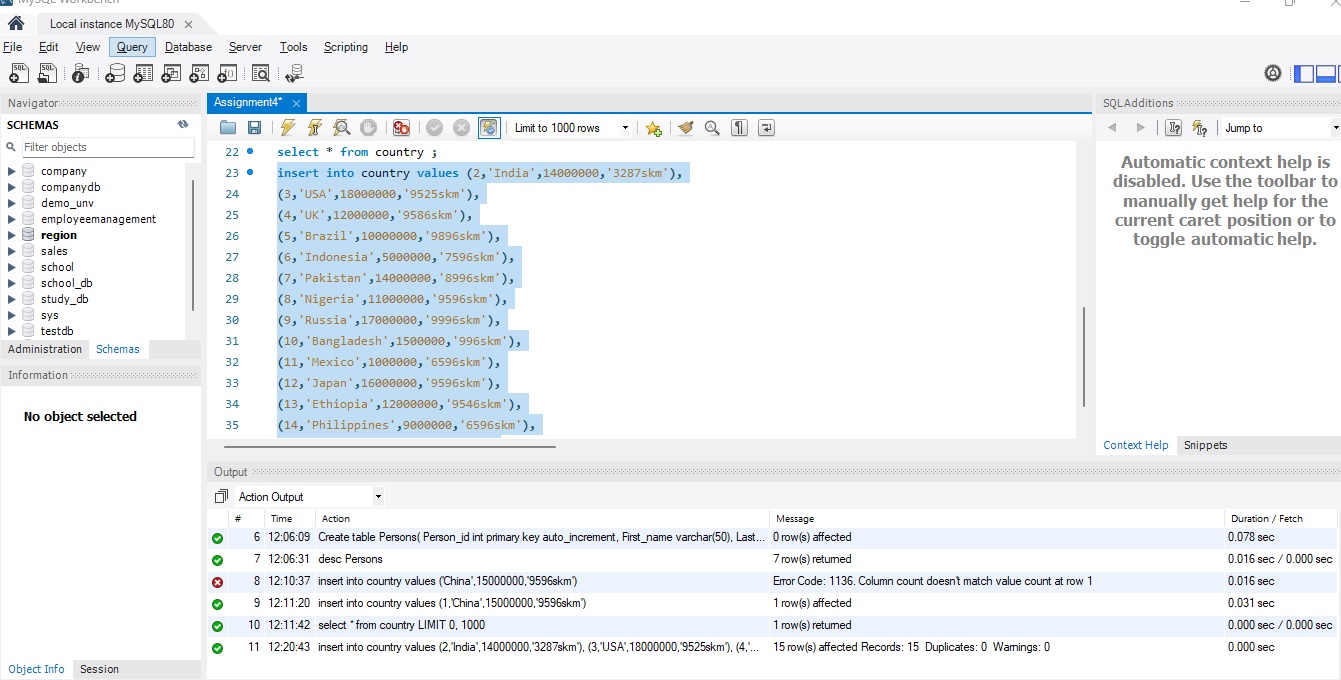 MySQL Workbench
Local instance MySQL80 ×
File Edit View Query Database Server Tools Scripting Help
Navigator
SCHEMAS
Filter objects
company
companydb
demo_unv
employeemanagement
region
sales
school
school_db
study_db
sys
testdb
Administration Schemas
Information
No object selected
Object Info Session
Assignment4* ×
Limit to 1000 rows
22 select * from country ;
23 insert into country values (2,'India',14000000,'3287skm'),
24 (3,'USA',18000000,'9525skm'),
25 (4,'UK',12000000,'9586skm'),
26 (5,'Brazil',10000000,'9896skm'),
27 (6,'Indonesia',5000000,'7596skm'),
28 (7,'Pakistan',14000000,'8996skm'),
29 (8,'Nigeria',11000000,'9596skm'),
30 (9,'Russia',17000000,'9996skm'),
31 (10,'Bangladesh',1500000,'996skm'),
32 (11,'Mexico',1000000,'6596skm'),
33 (12,'Japan',16000000,'9596skm'),
34 (13,'Ethiopia',12000000,'9546skm'),
35 (14,'Philippines',9000000,'6596skm'),
SQLAdditions
Jump to
Automatic context help is
disabled. Use the toolbar to
manually get help for the
current caret position or to
toggle automatic help.
Context Help Snippets
Output
Action Output
# Time Action Message Duration / Fetch
6 12:06:09 Create table Persons( Person_id int primary key auto_increment, First_name varchar(50), Last... 0 row(s) affected 0.078 sec
7 12:06:31 desc Persons 7 row(s) returned 0.016 sec / 0.000 sec
8 12:10:37 insert into country values ('China',15000000,'9596skm') Error Code: 1136. Column count doesn't match value count at row 1 0.016 sec
9 12:11:20 insert into country values (1,'China',15000000,'9596skm') 1 row(s) affected 0.031 sec
10 12:11:42 select * from country LIMIT 0, 1000 1 row(s) returned 0.000 sec / 0.000 sec
11 12:20:43 insert into country values (2,'India',14000000,'3287skm'), (3,'USA',18000000,'9525skm'), (4,'... 15 row(s) affected Records: 15 Duplicates: 0 Warnings: 0 0.000 sec